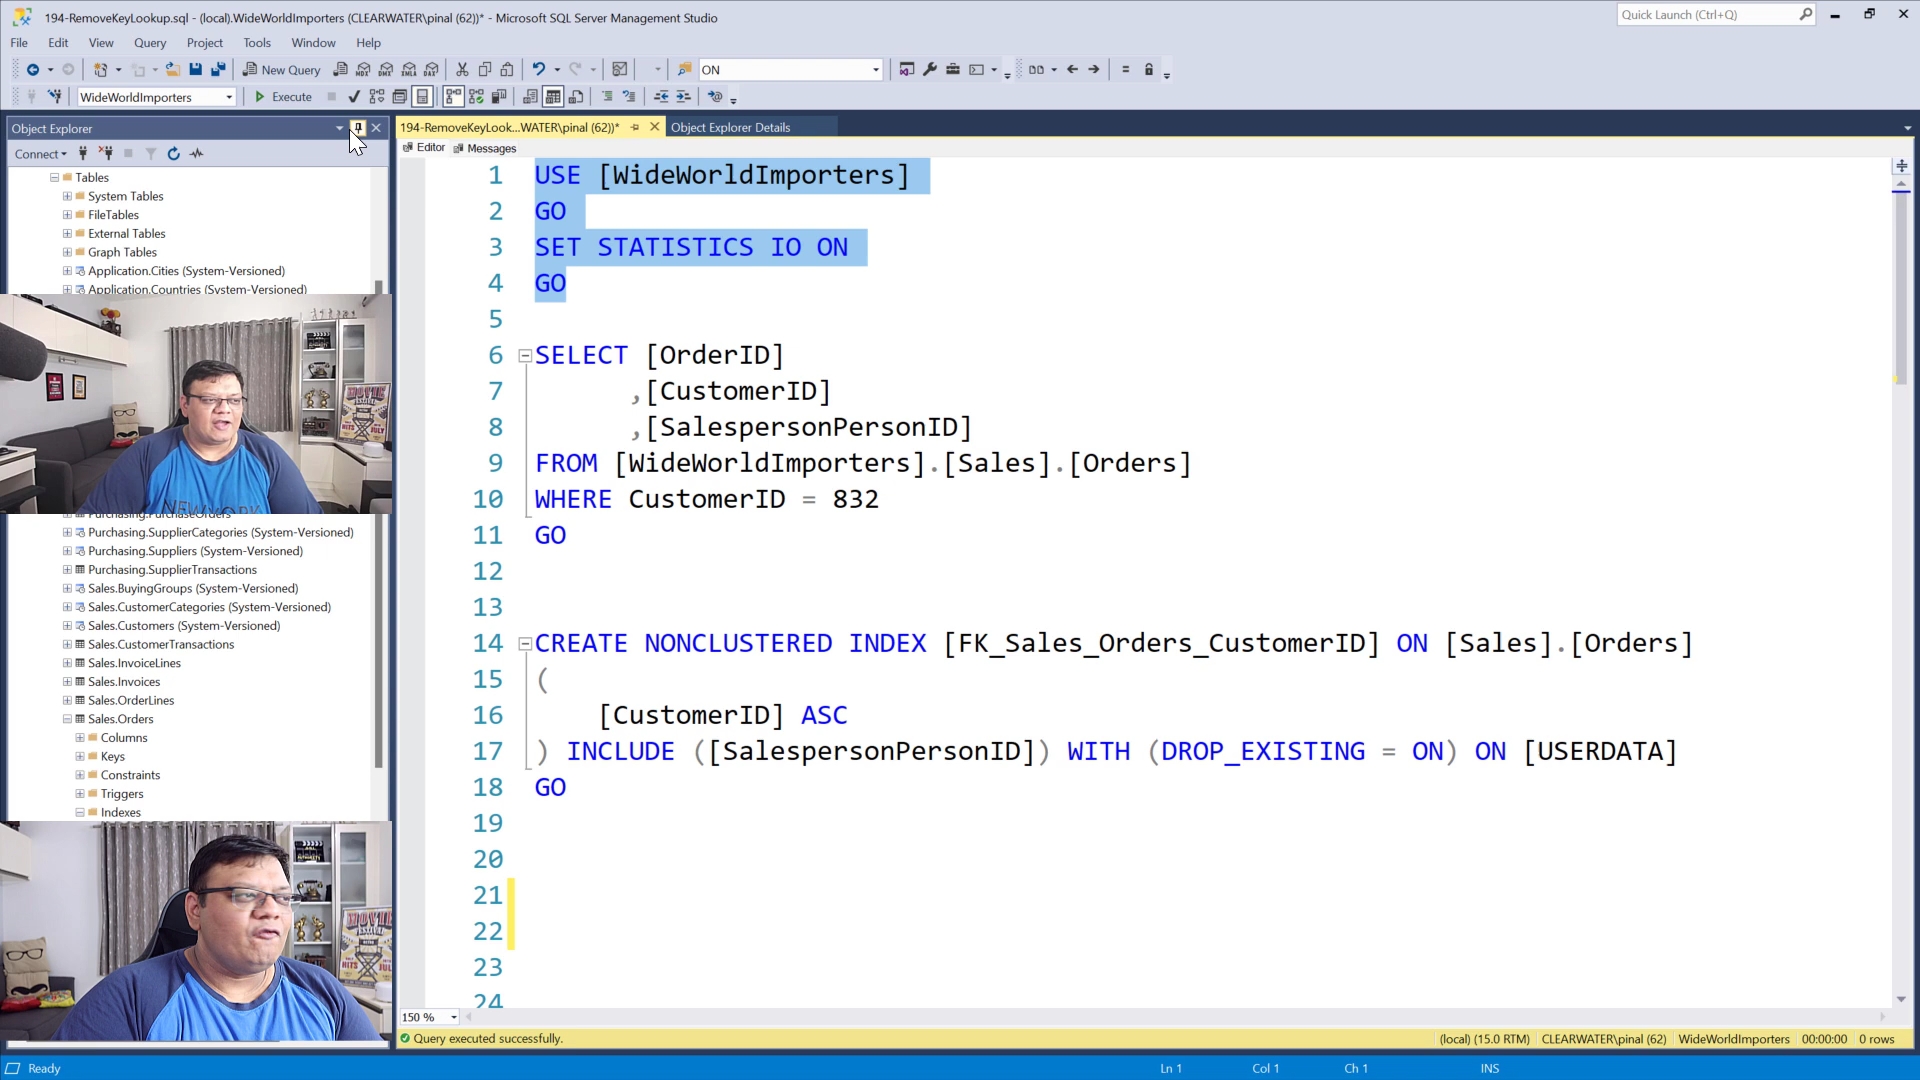 194-RemoveKeyLookup.sql - (local).WideWorldImporters (CLEARWATER\pinal (62))* - Microsoft SQL Server Management Studio
Quick Launch (Ctrl+Q)
File Edit View Query Project Tools Window Help
New Query
MDX DMX XMLA DAX
ON
WideWorldImporters
Execute
Object Explorer
194-RemoveKeyLook...WATER\pinal (62))*
Object Explorer Details
Connect
Editor
Messages
Tables
System Tables
FileTables
External Tables
Graph Tables
Application.Cities (System-Versioned)
Application.Countries (System-Versioned)
NEWYORK
Purchasing.PurchaseOrders
Purchasing.SupplierCategories (System-Versioned)
Purchasing.Suppliers (System-Versioned)
Purchasing.SupplierTransactions
Sales.BuyingGroups (System-Versioned)
Sales.CustomerCategories (System-Versioned)
Sales.Customers (System-Versioned)
Sales.CustomerTransactions
Sales.InvoiceLines
Sales.Invoices
Sales.OrderLines
Sales.Orders
Columns
Keys
Constraints
Triggers
Indexes
1 USE [WideWorldImporters]
2 GO
3 SET STATISTICS IO ON
4 GO
5
6 SELECT [OrderID]
7 ,[CustomerID]
8 ,[SalespersonPersonID]
9 FROM [WideWorldImporters].[Sales].[Orders]
10 WHERE CustomerID = 832
11 GO
12
13
14 CREATE NONCLUSTERED INDEX [FK_Sales_Orders_CustomerID] ON [Sales].[Orders]
15 (
16 [CustomerID] ASC
17 ) INCLUDE ([SalespersonPersonID]) WITH (DROP_EXISTING = ON) ON [USERDATA]
18 GO
19
20
21
22
23
24
150 %
Query executed successfully.
(local) (15.0 RTM) CLEARWATER\pinal (62) WideWorldImporters 00:00:00 0 rows
Ready
Ln 1 Col 1 Ch 1 INS